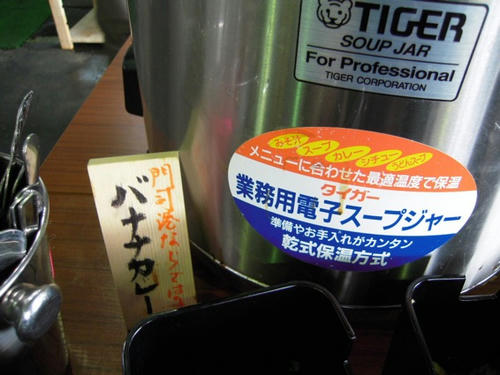 TIGER
SOUP JAR
For Professional
TIGER CORPORATION
おみそ汁
スープ
カレー
シチュー
うどんスープ
メニューに合わせた最適温度で保温
タイガー
業務用電子スープジャー
準備やお手入れがカンタン
乾式保温方式
門司港ならでは
バナナカレー